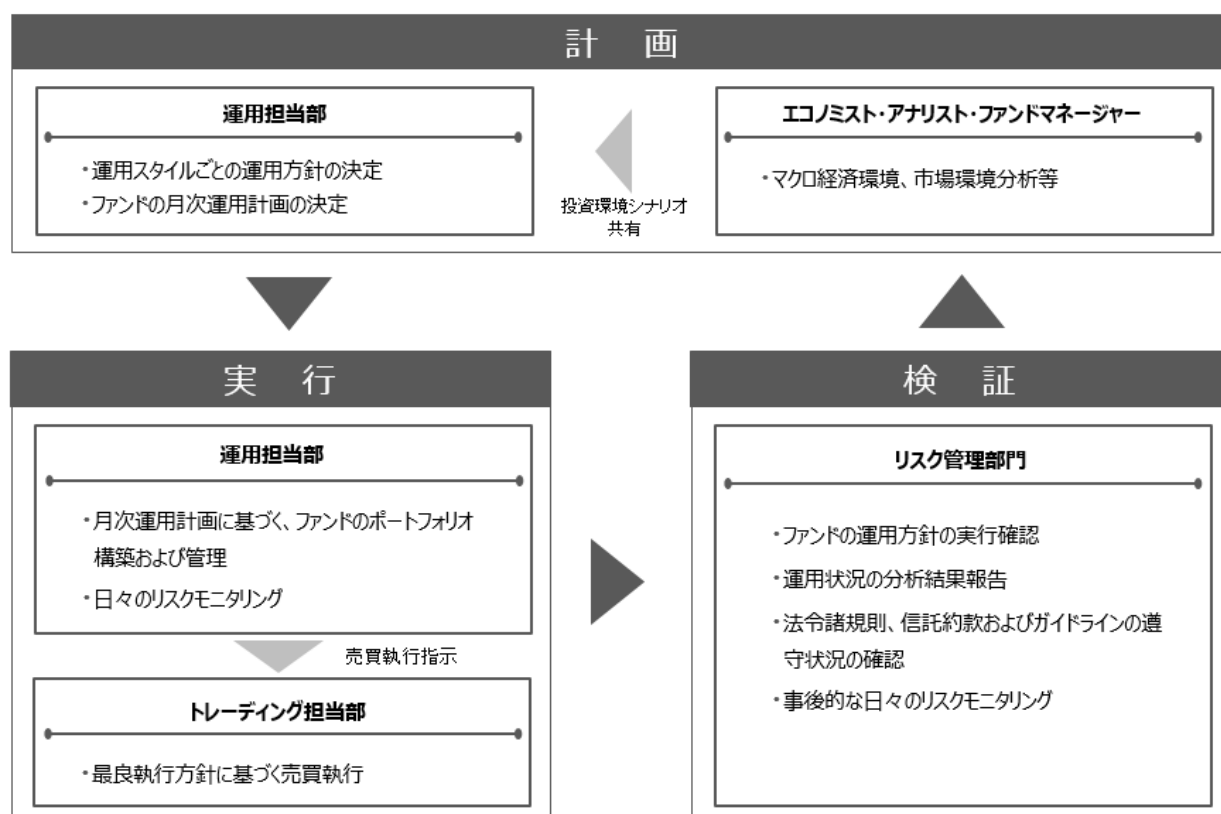 計 画
運用担当部
・運用スタイルごとの運用方針の決定
・ファンドの月次運用計画の決定
投資環境シナリオ
共有
エコノミスト・アナリスト・ファンドマネージャー
・マクロ経済環境、市場環境分析等
実 行
運用担当部
・月次運用計画に基づく、ファンドのポートフォリオ
構築および管理
・日々のリスクモニタリング
売買執行指示
トレーディング担当部
・最良執行方針に基づく売買執行
検 証
リスク管理部門
・ファンドの運用方針の実行確認
・運用状況の分析結果報告
・法令諸規則、信託約款およびガイドラインの遵
守状況の確認
・事後的な日々のリスクモニタリング